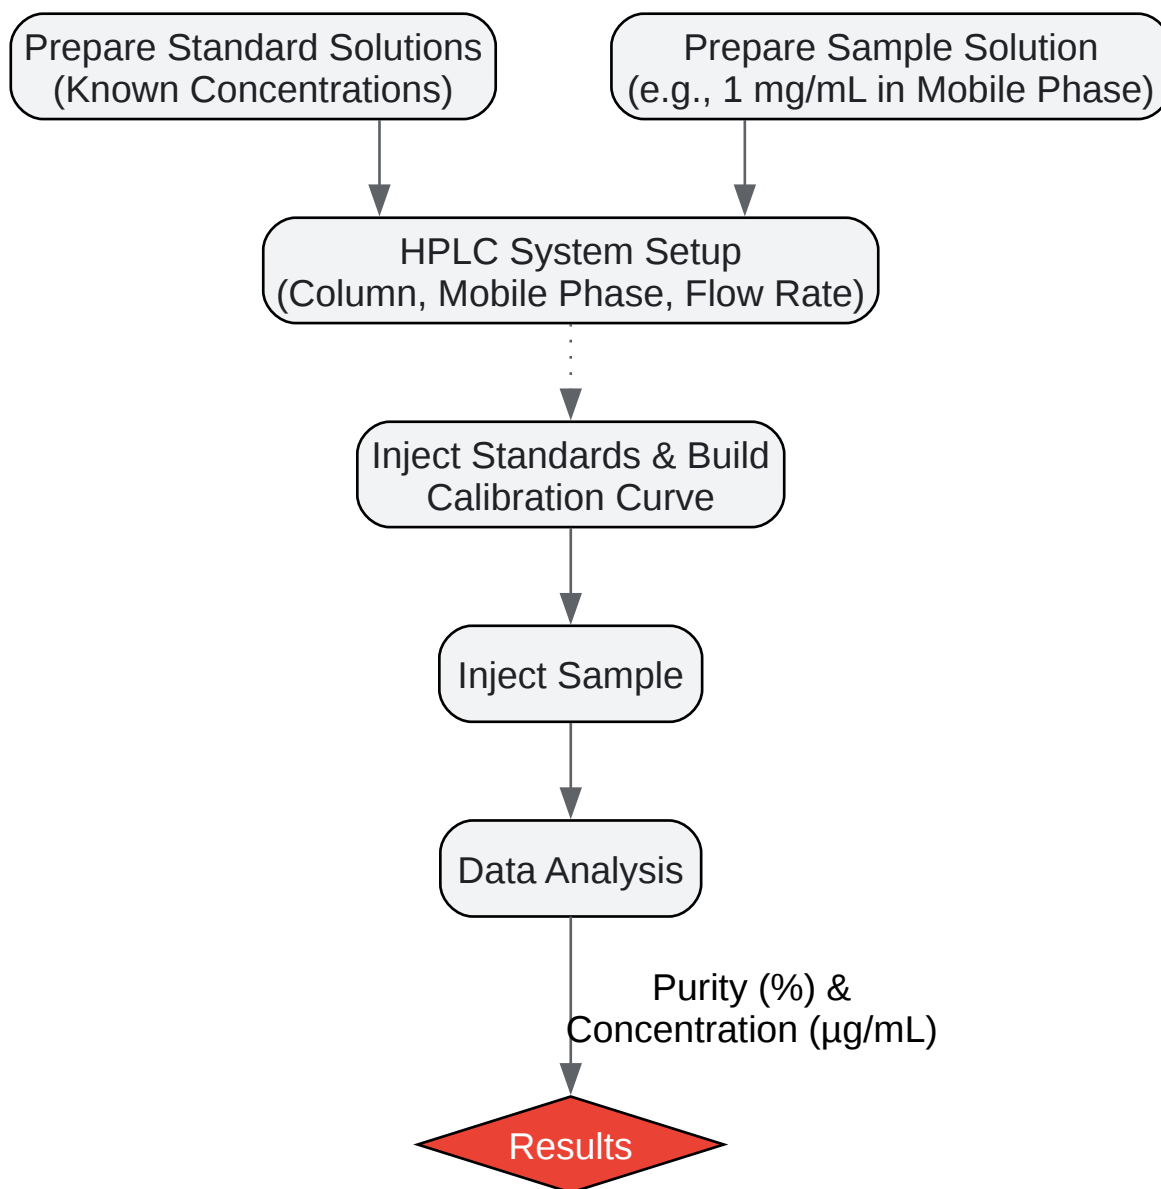 Prepare Standard Solutions
(Known Concentrations)
Prepare Sample Solution
(e.g., 1 mg/mL in Mobile Phase)
HPLC System Setup
(Column, Mobile Phase, Flow Rate)
Inject Standards & Build
Calibration Curve
Inject Sample
Data Analysis
Purity (%) &
Concentration (µg/mL)
Results